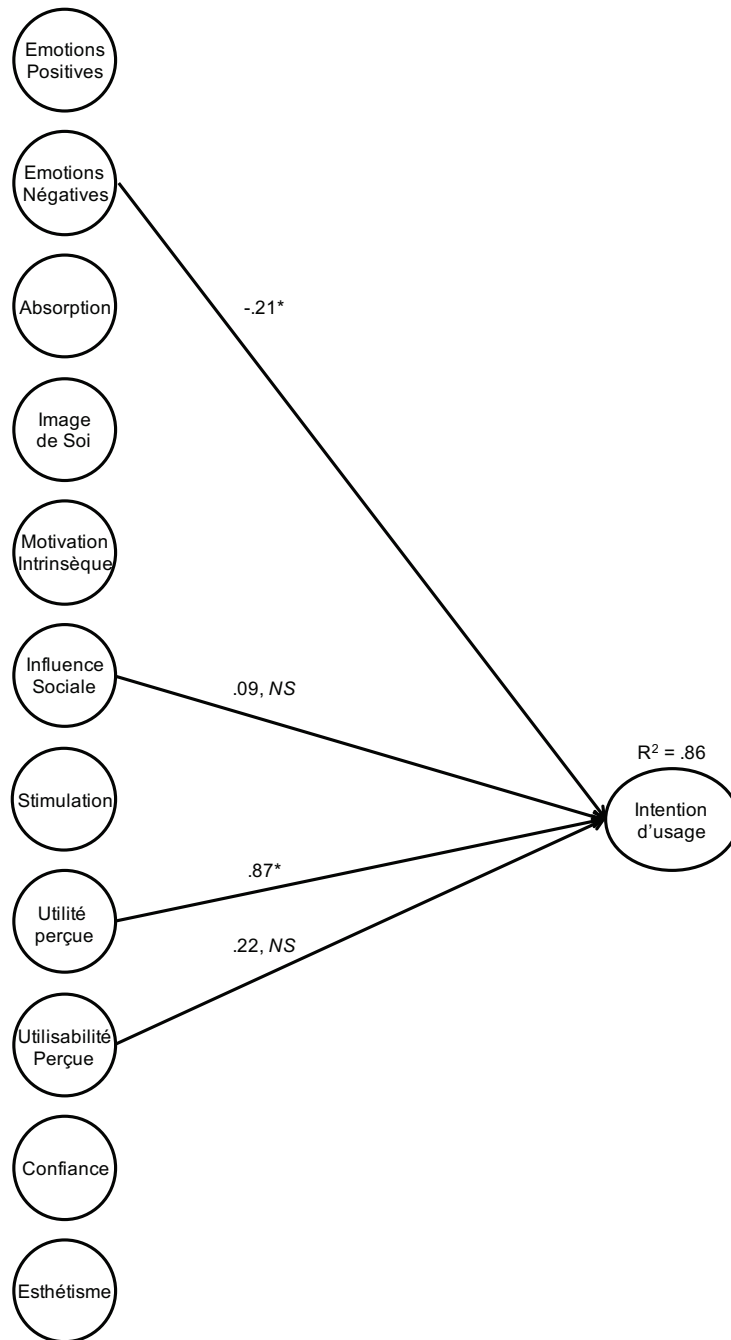 Emotions
Positives
Emotions
Négatives
-.21*
Absorption
Image
de Soi
Motivation
Intrinsèque
Influence
Sociale
.09, NS
R² = .86
Stimulation
Intention
d'usage
.87*
Utilité
perçue
.22, NS
Utilisabilité
Perçue
Confiance
Esthétisme